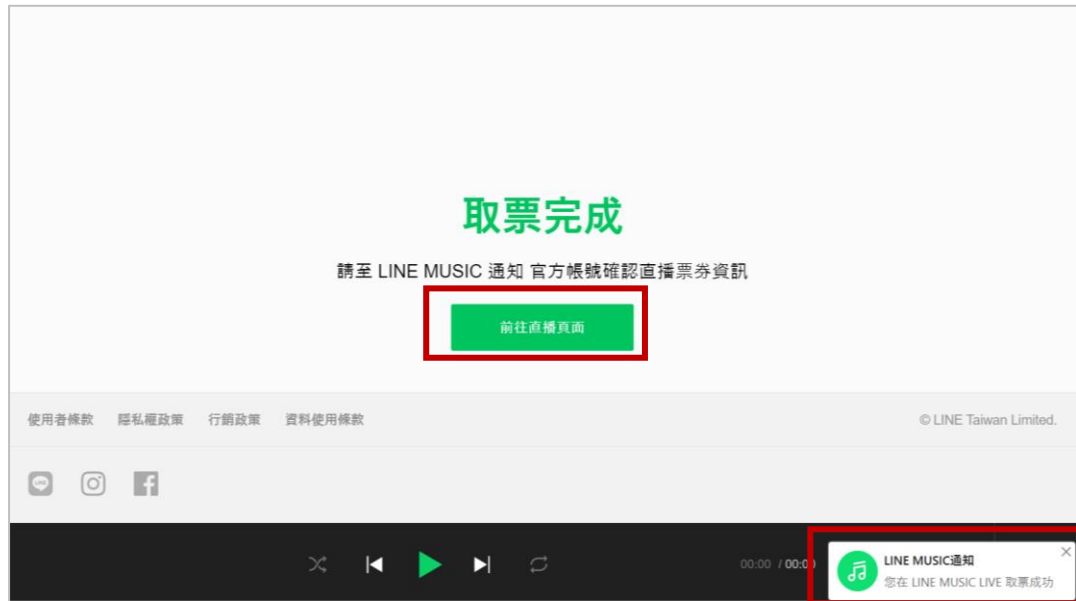 取票完成
請至 LINE MUSIC 通知 官方帳號確認直播票券資訊
前往直播頁面
使用者條款 隱私權政策 行銷政策 資料使用條款 © LINE Taiwan Limited.
LINE
00:00 / 00:00
LINE MUSIC通知
您在 LINE MUSIC LIVE 取票成功